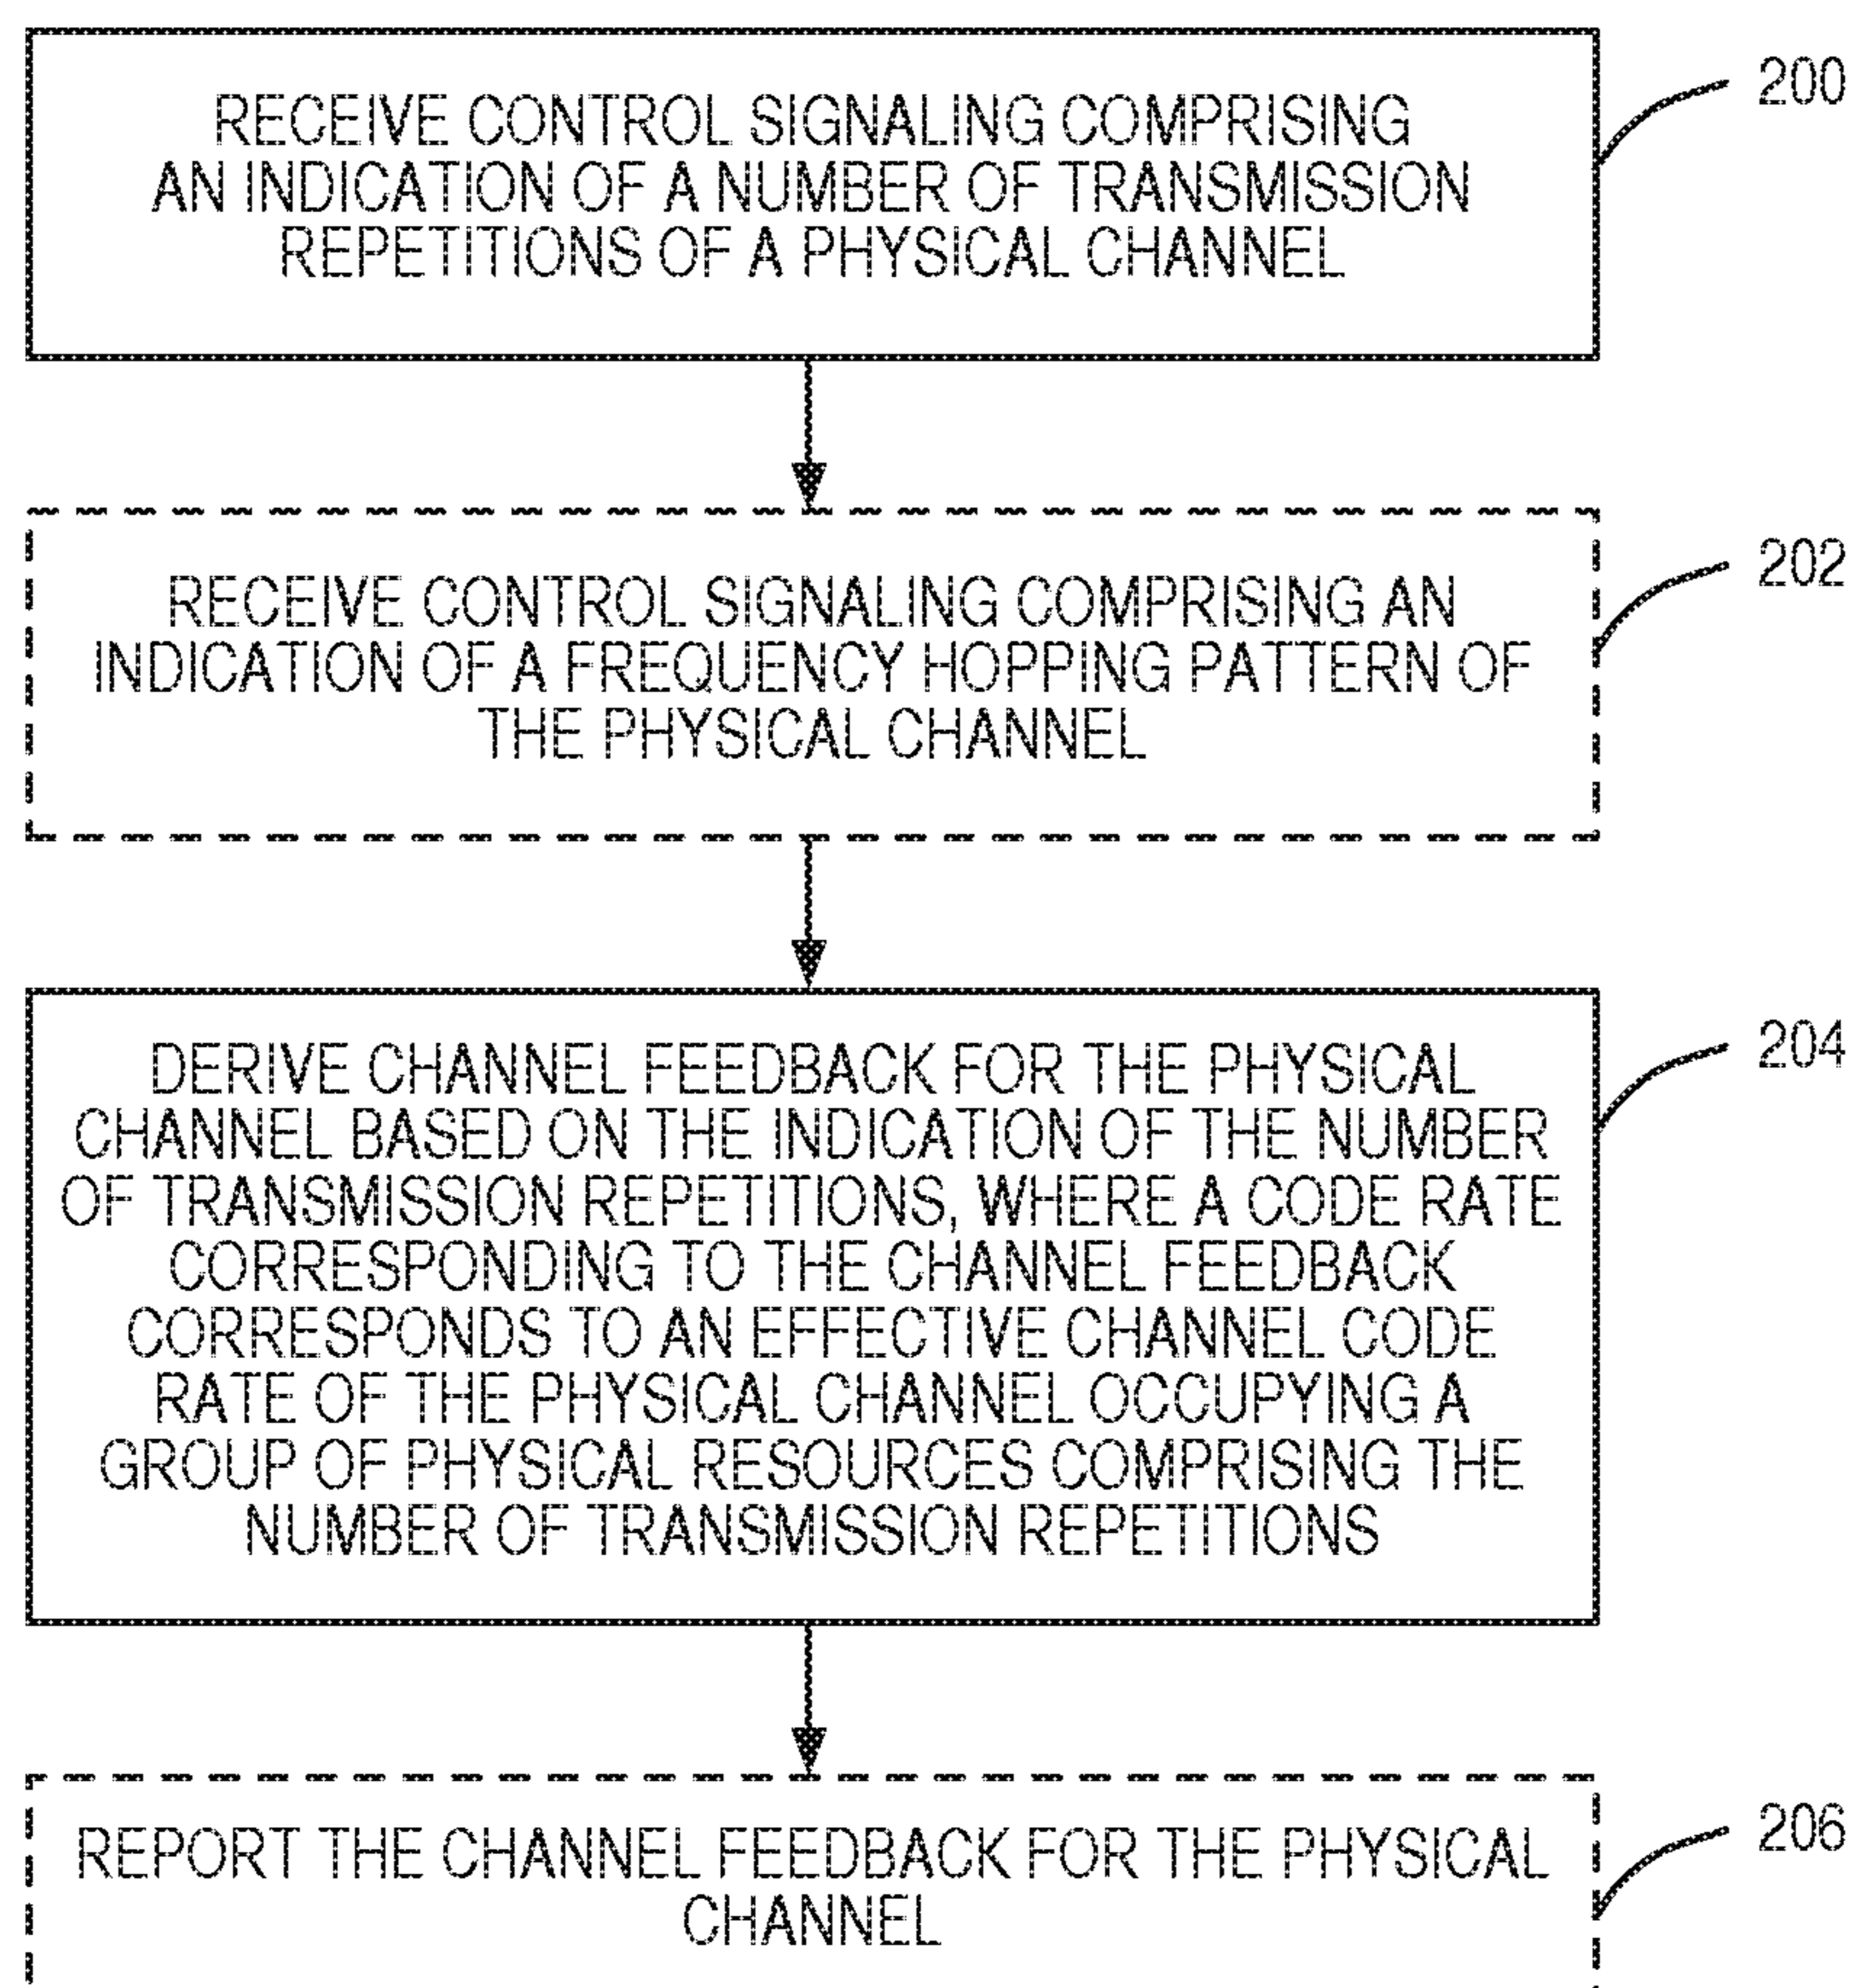 RECEIVE CONTROL SIGNALING COMPRISING
AN INDICATION OF A NUMBER OF TRANSMISSION
REPETITIONS OF A PHYSICAL CHANNEL
200
RECEIVE CONTROL SIGNALING COMPRISING AN
INDICATION OF A FREQUENCY HOPPING PATTERN OF
THE PHYSICAL CHANNEL
202
DERIVE CHANNEL FEEDBACK FOR THE PHYSICAL
CHANNEL BASED ON THE INDICATION OF THE NUMBER
OF TRANSMISSION REPETITIONS, WHERE A CODE RATE
CORRESPONDING TO THE CHANNEL FEEDBACK
CORRESPONDS TO AN EFFECTIVE CHANNEL CODE
RATE OF THE PHYSICAL CHANNEL OCCUPYING A
GROUP OF PHYSICAL RESOURCES COMPRISING THE
NUMBER OF TRANSMISSION REPETITIONS
204
REPORT THE CHANNEL FEEDBACK FOR THE PHYSICAL
CHANNEL
206